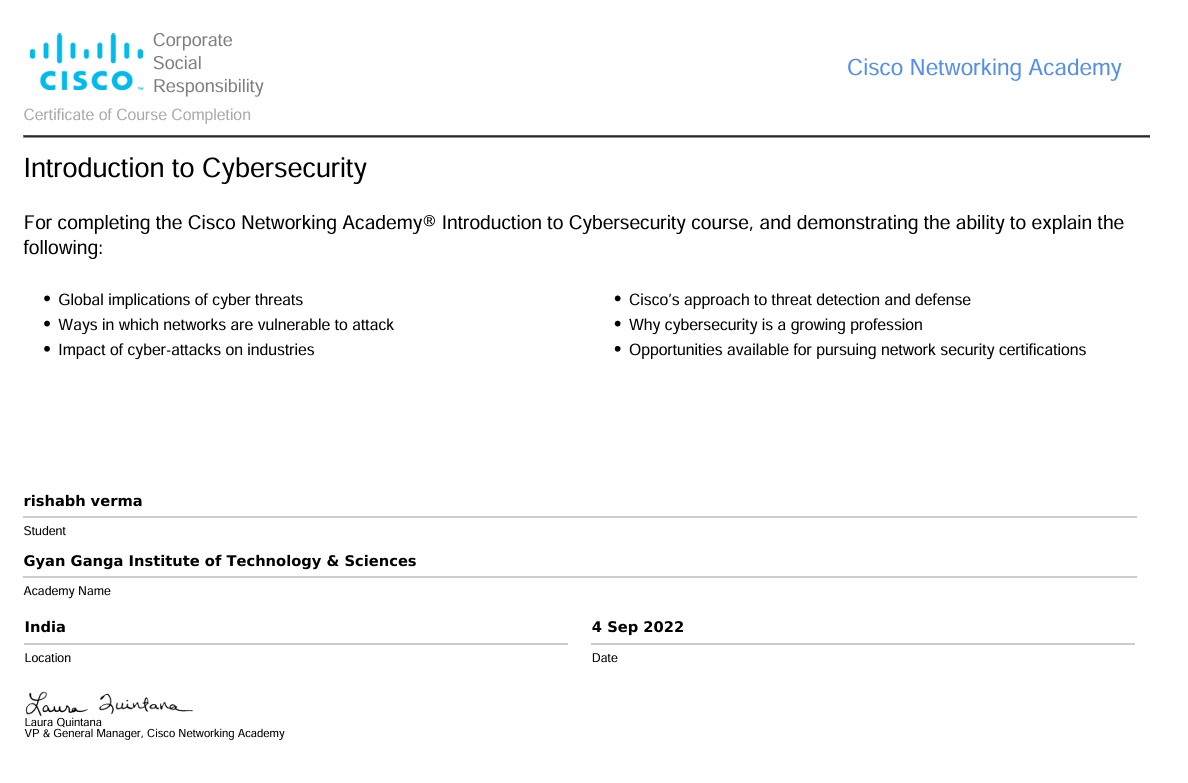 Corporate
Social
Responsibility
CISCO™
Cisco Networking Academy
Certificate of Course Completion
Introduction to Cybersecurity
For completing the Cisco Networking Academy® Introduction to Cybersecurity course, and demonstrating the ability to explain the
following:
• Global implications of cyber threats
• Ways in which networks are vulnerable to attack
• Impact of cyber-attacks on industries
• Cisco’s approach to threat detection and defense
• Why cybersecurity is a growing profession
• Opportunities available for pursuing network security certifications
rishabh verma
Student
Gyan Ganga Institute of Technology & Sciences
Academy Name
India
Location
4 Sep 2022
Date
Laura Quintana
Laura Quintana
VP & General Manager, Cisco Networking Academy